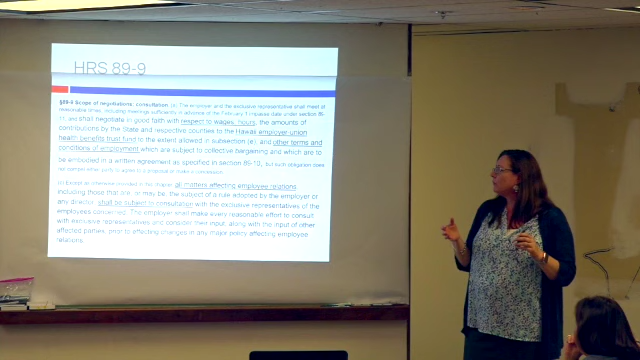 HRS 89-9
§89-9 Scope of negotiations; consultation (a) The employer and the exclusive representative shall meet at
reasonable times, including meetings sufficiently in advance of the February 1 impasse date under section 89-
11, and shall negotiate in good faith with respect to wages, hours, the amounts of
contributions by the State and respective counties to the Hawaii employer-union
health benefits trust fund to the extent allowed in subsection (e), and other terms and
conditions of employment which are subject to collective bargaining and which are to
be embodied in a written agreement as specified in section 89-10, but such obligation does
not compel either party to agree to a proposal or make a concession.
(c) Except as otherwise provided in this chapter, all matters affecting employee relations,
including those that are, or may be, the subject of a rule adopted by the employer or
any director, shall be subject to consultation with the exclusive representatives of the
employees concerned. The employer shall make every reasonable effort to consult
with exclusive representatives and consider their input, along with the input of other
affected parties, prior to effecting changes in any major policy affecting employee
relations.